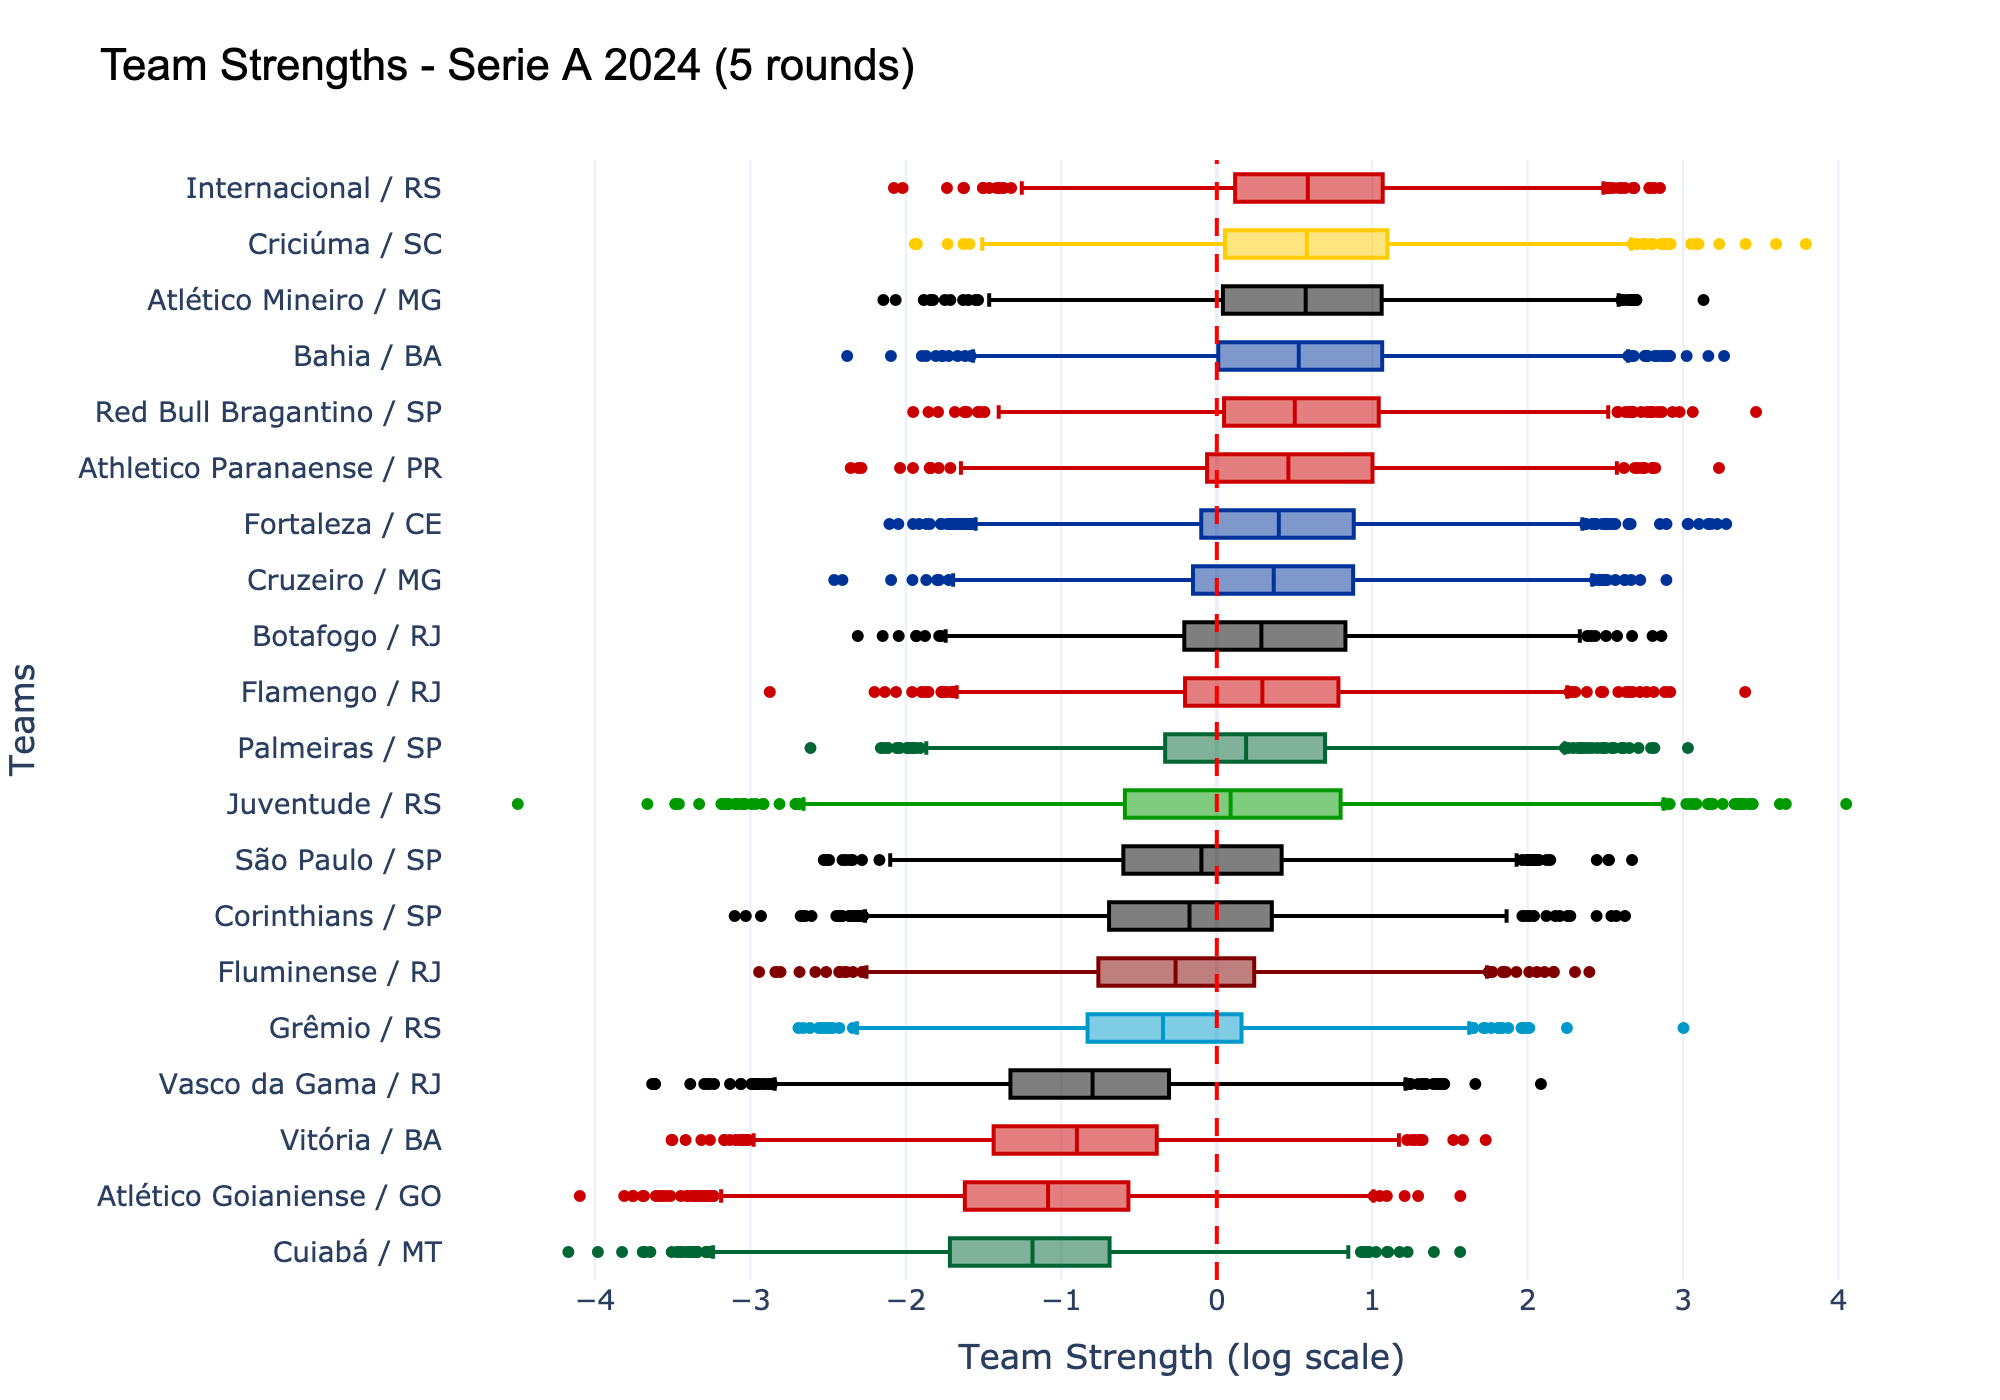 Team Strengths - Serie A 2024 (5 rounds)
Internacional / RS
Criciúma / SC
Atlético Mineiro / MG
Bahia / BA
Red Bull Bragantino / SP
Athletico Paranaense / PR
Fortaleza / CE
Cruzeiro / MG
Botafogo / RJ
Flamengo / RJ
Palmeiras / SP
Juventude / RS
São Paulo / SP
Corinthians / SP
Fluminense / RJ
Grêmio / RS
Vasco da Gama / RJ
Vitória / BA
Atlético Goianiense / GO
Cuiabá / MT
Teams
−4 −3 −2 −1 0 1 2 3 4
Team Strength (log scale)